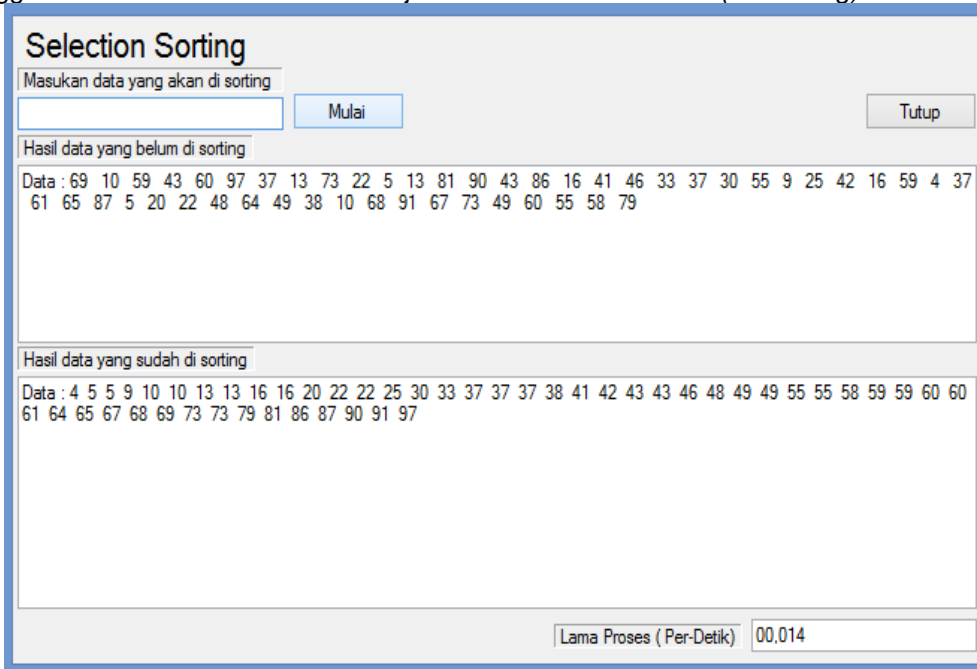 Selection Sorting
Masukan data yang akan di sorting
Mulai
Tutup
Hasil data yang belum di sorting
Data : 69 10 59 43 60 97 37 13 73 22 5 13 81 90 43 86 16 41 46 33 37 30 55 9 25 42 16 59 4 37
61 65 87 5 20 22 48 64 49 38 10 68 91 67 73 49 60 55 58 79
Hasil data yang sudah di sorting
Data : 4 5 5 9 10 10 13 13 16 16 20 22 22 25 30 33 37 37 37 38 41 42 43 43 46 48 49 49 55 55 58 59 59 60 60
61 64 65 67 68 69 73 73 79 81 86 87 90 91 97
Lama Proses ( Per-Detik)
00,014